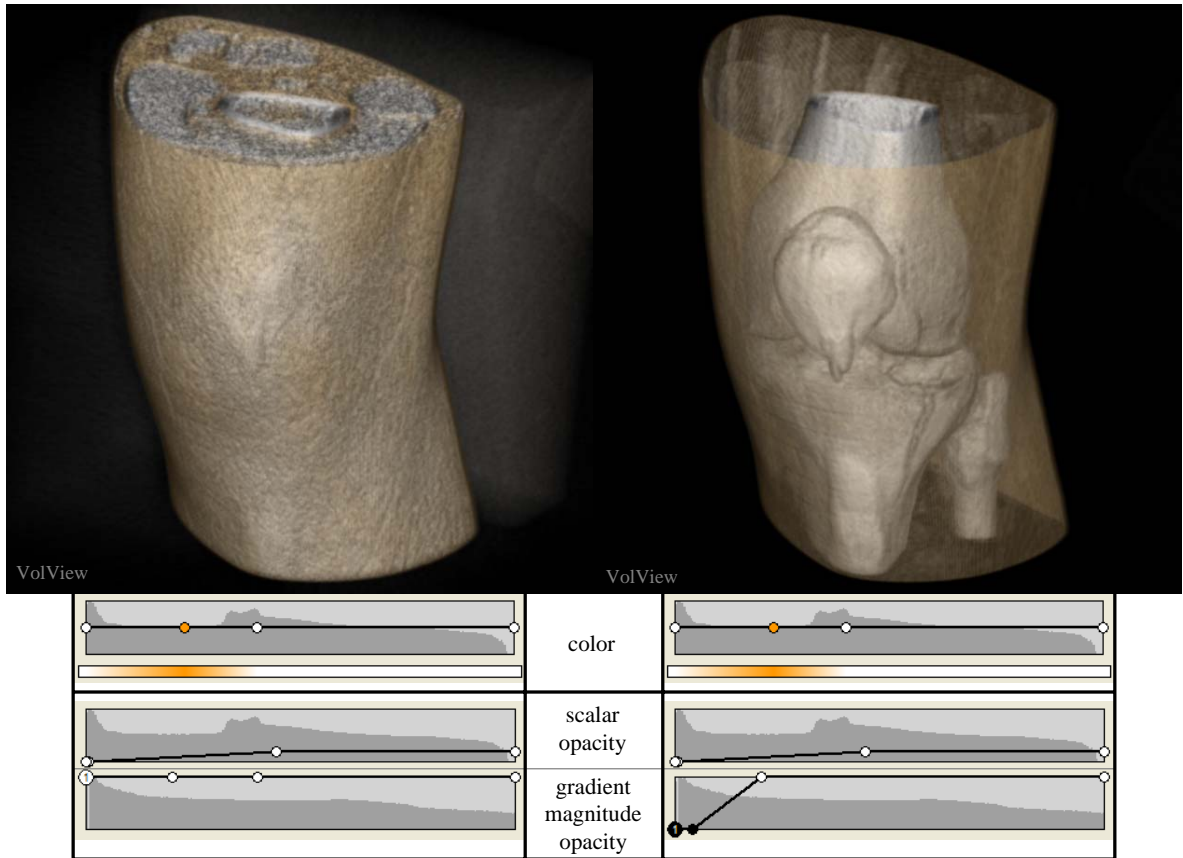 VolView
VolView
color
scalar
opacity
1
1
gradient
magnitude
opacity